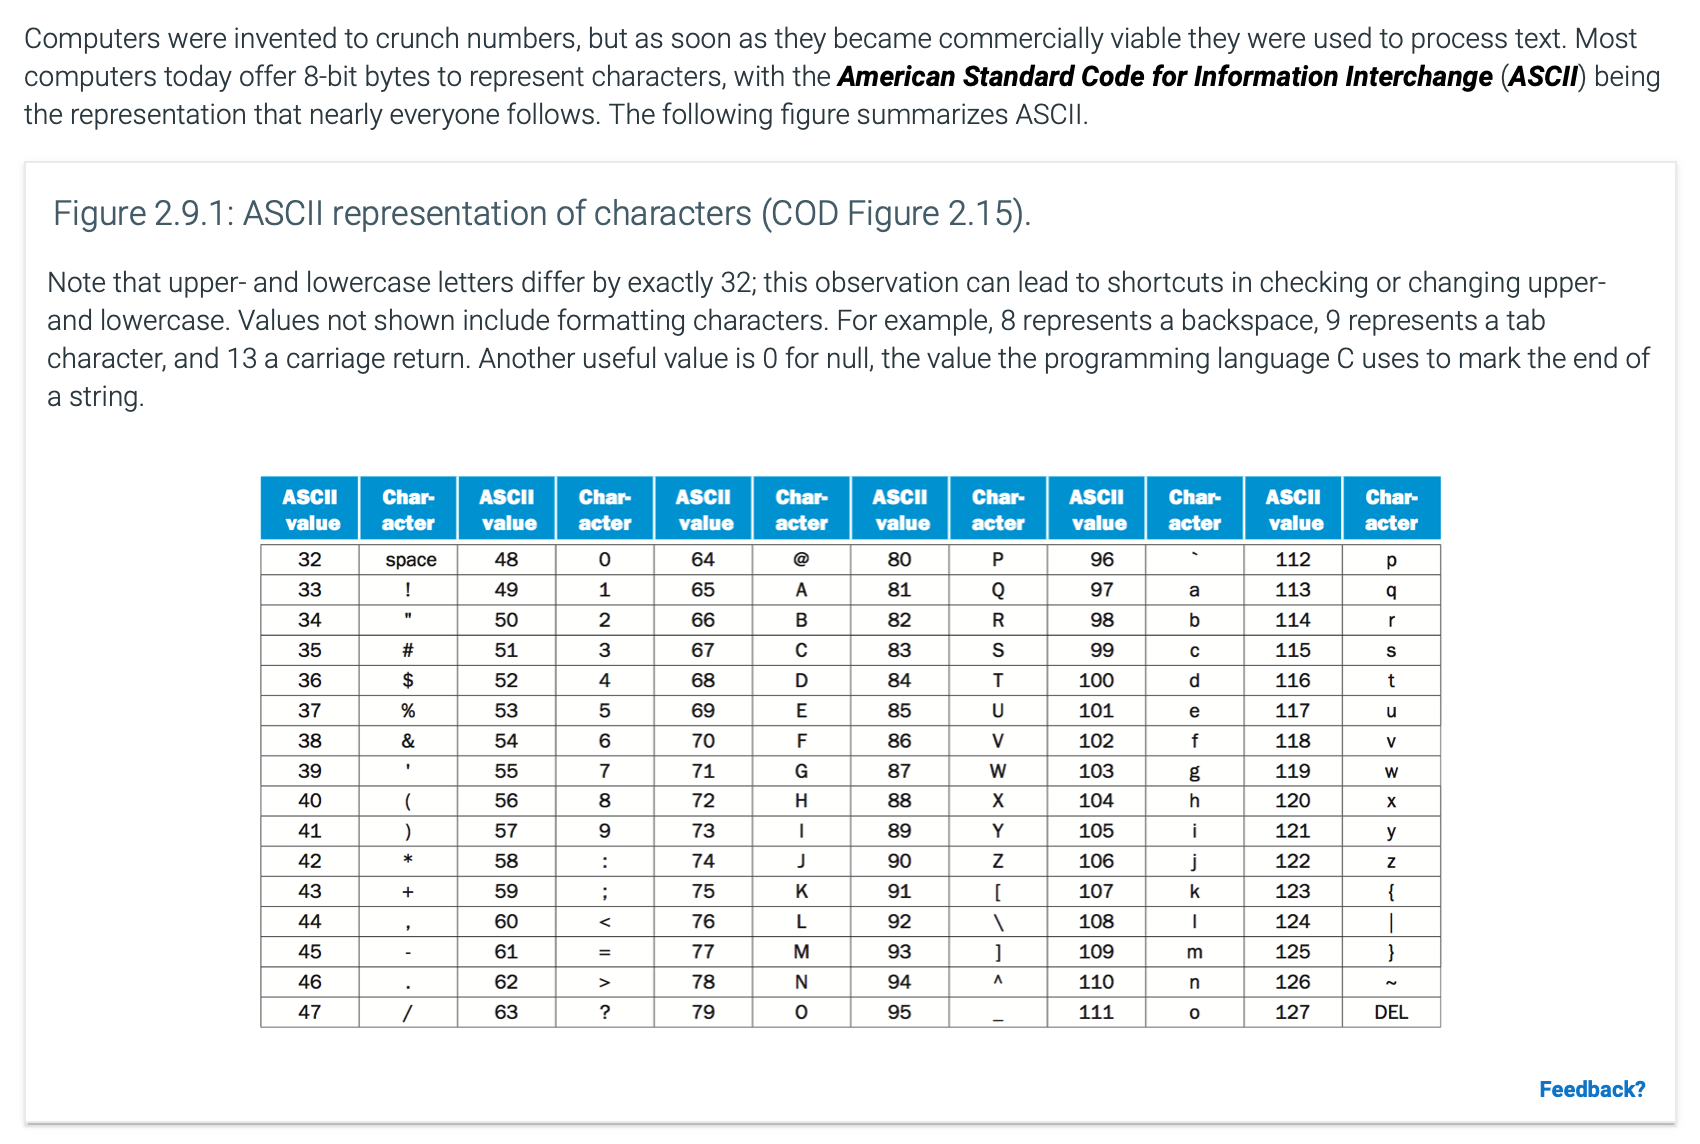 Computers were invented to crunch numbers, but as soon as they became commercially viable they were used to process text. Most
computers today offer 8-bit bytes to represent characters, with the American Standard Code for Information Interchange (ASCII) being
the representation that nearly everyone follows. The following figure summarizes ASCII.
Figure 2.9.1: ASCII representation of characters (COD Figure 2.15).
Note that upper- and lowercase letters differ by exactly 32; this observation can lead to shortcuts in checking or changing upper-
and lowercase. Values not shown include formatting characters. For example, 8 represents a backspace, 9 represents a tab
character, and 13 a carriage return. Another useful value is 0 for null, the value the programming language C uses to mark the end of
a string.
ASCII Char- ASCII Char- ASCII Char- ASCII Char- ASCII Char- ASCII Char-
value acter value acter value acter value acter value acter value acter
32 space 48 0 64 @ 80 P 96 ` 112 p
33 ! 49 1 65 A 81 Q 97 a 113 q
34 " 50 2 66 B 82 R 98 b 114 r
35 # 51 3 67 C 83 S 99 c 115 s
36 $ 52 4 68 D 84 T 100 d 116 t
37 % 53 5 69 E 85 U 101 e 117 u
38 & 54 6 70 F 86 V 102 f 118 v
39 ' 55 7 71 G 87 W 103 g 119 w
40 ( 56 8 72 H 88 X 104 h 120 x
41 ) 57 9 73 I 89 Y 105 i 121 y
42 * 58 : 74 J 90 Z 106 j 122 z
43 + 59 ; 75 K 91 [ 107 k 123 {
44 , 60 < 76 L 92 \ 108 l 124 |
45 - 61 = 77 M 93 ] 109 m 125 }
46 . 62 > 78 N 94 ^ 110 n 126 ~
47 / 63 ? 79 O 95 _ 111 o 127 DEL
Feedback?